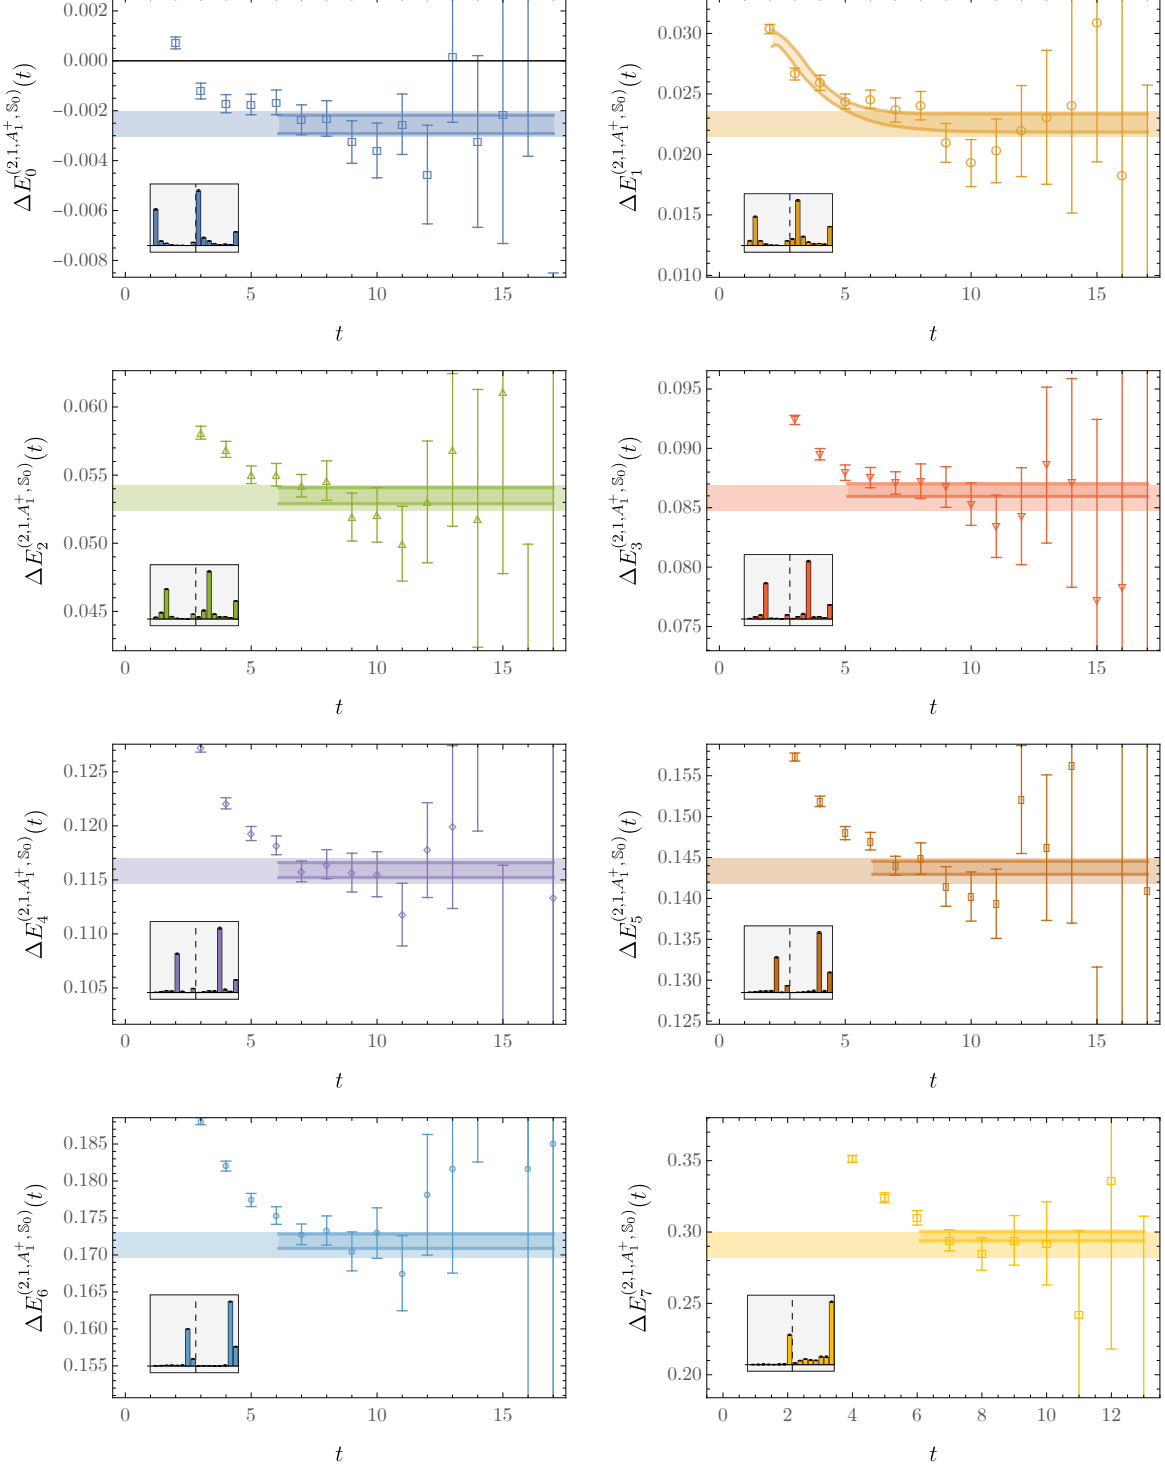 0.002
0.000
−0.002
−0.004
−0.006
−0.008
0 5 10 15
t
ΔE_0^{(2,1,A_1^+,𝕊_0)}(t)
0.030
0.025
0.020
0.015
0.010
0 5 10 15
t
ΔE_1^{(2,1,A_1^+,𝕊_0)}(t)
0.060
0.055
0.050
0.045
0 5 10 15
t
ΔE_2^{(2,1,A_1^+,𝕊_0)}(t)
0.095
0.090
0.085
0.080
0.075
0 5 10 15
t
ΔE_3^{(2,1,A_1^+,𝕊_0)}(t)
0.125
0.120
0.115
0.110
0.105
0 5 10 15
t
ΔE_4^{(2,1,A_1^+,𝕊_0)}(t)
0.155
0.150
0.145
0.140
0.135
0.130
0.125
0 5 10 15
t
ΔE_5^{(2,1,A_1^+,𝕊_0)}(t)
0.185
0.180
0.175
0.170
0.165
0.160
0.155
0 5 10 15
t
ΔE_6^{(2,1,A_1^+,𝕊_0)}(t)
0.35
0.30
0.25
0.20
0 2 4 6 8 10 12
t
ΔE_7^{(2,1,A_1^+,𝕊_0)}(t)